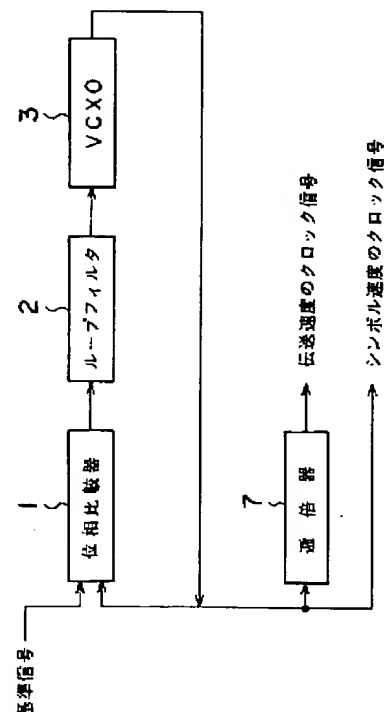 基準信号
1
位相比較器
2
ループフィルタ
3
VCXO
7
逓倍器
伝送速度のクロック信号
シンボル速度のクロック信号